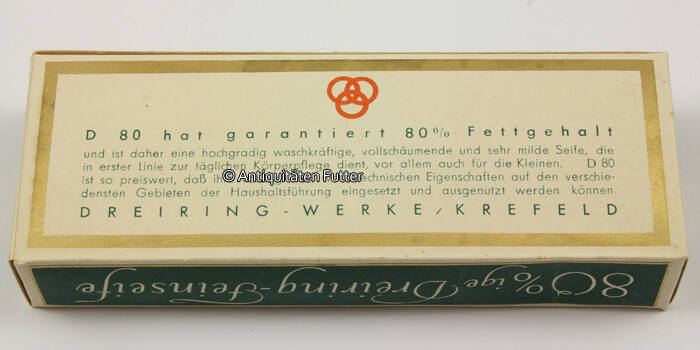 D 80 hat garantiert 80% Fettgehalt
und ist daher eine hochgradig waschkräftige, vollschäumende und sehr milde Seife, die
in erster Linie zur täglichen Körperpflege dient, vor allem auch für die Kleinen. D 80
ist so preiswert, daß ih technischen Eigenschaften auf den verschie-
© Antiquitäten Futter
densten Gebieten der Haushaltsführung eingesetzt und ausgenutzt werden können
DREIRING-WERKE/KREFELD
80%ige Dreiring-Feinseife